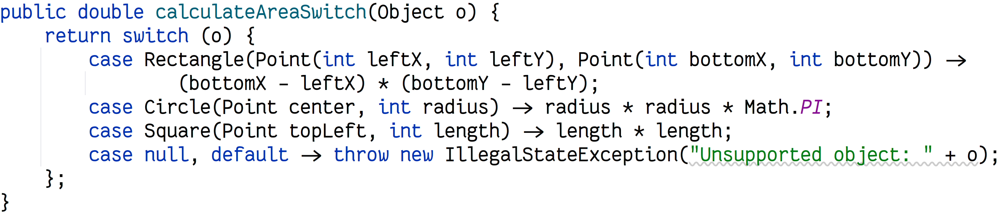 public double calculateAreaSwitch(Object o) {
    return switch (o) {
        case Rectangle(Point(int leftX, int leftY), Point(int bottomX, int bottomY)) →
                (bottomX - leftX) * (bottomY - leftY);
        case Circle(Point center, int radius) → radius * radius * Math.PI;
        case Square(Point topLeft, int length) → length * length;
        case null, default → throw new IllegalStateException("Unsupported object: " + o);
    };
}